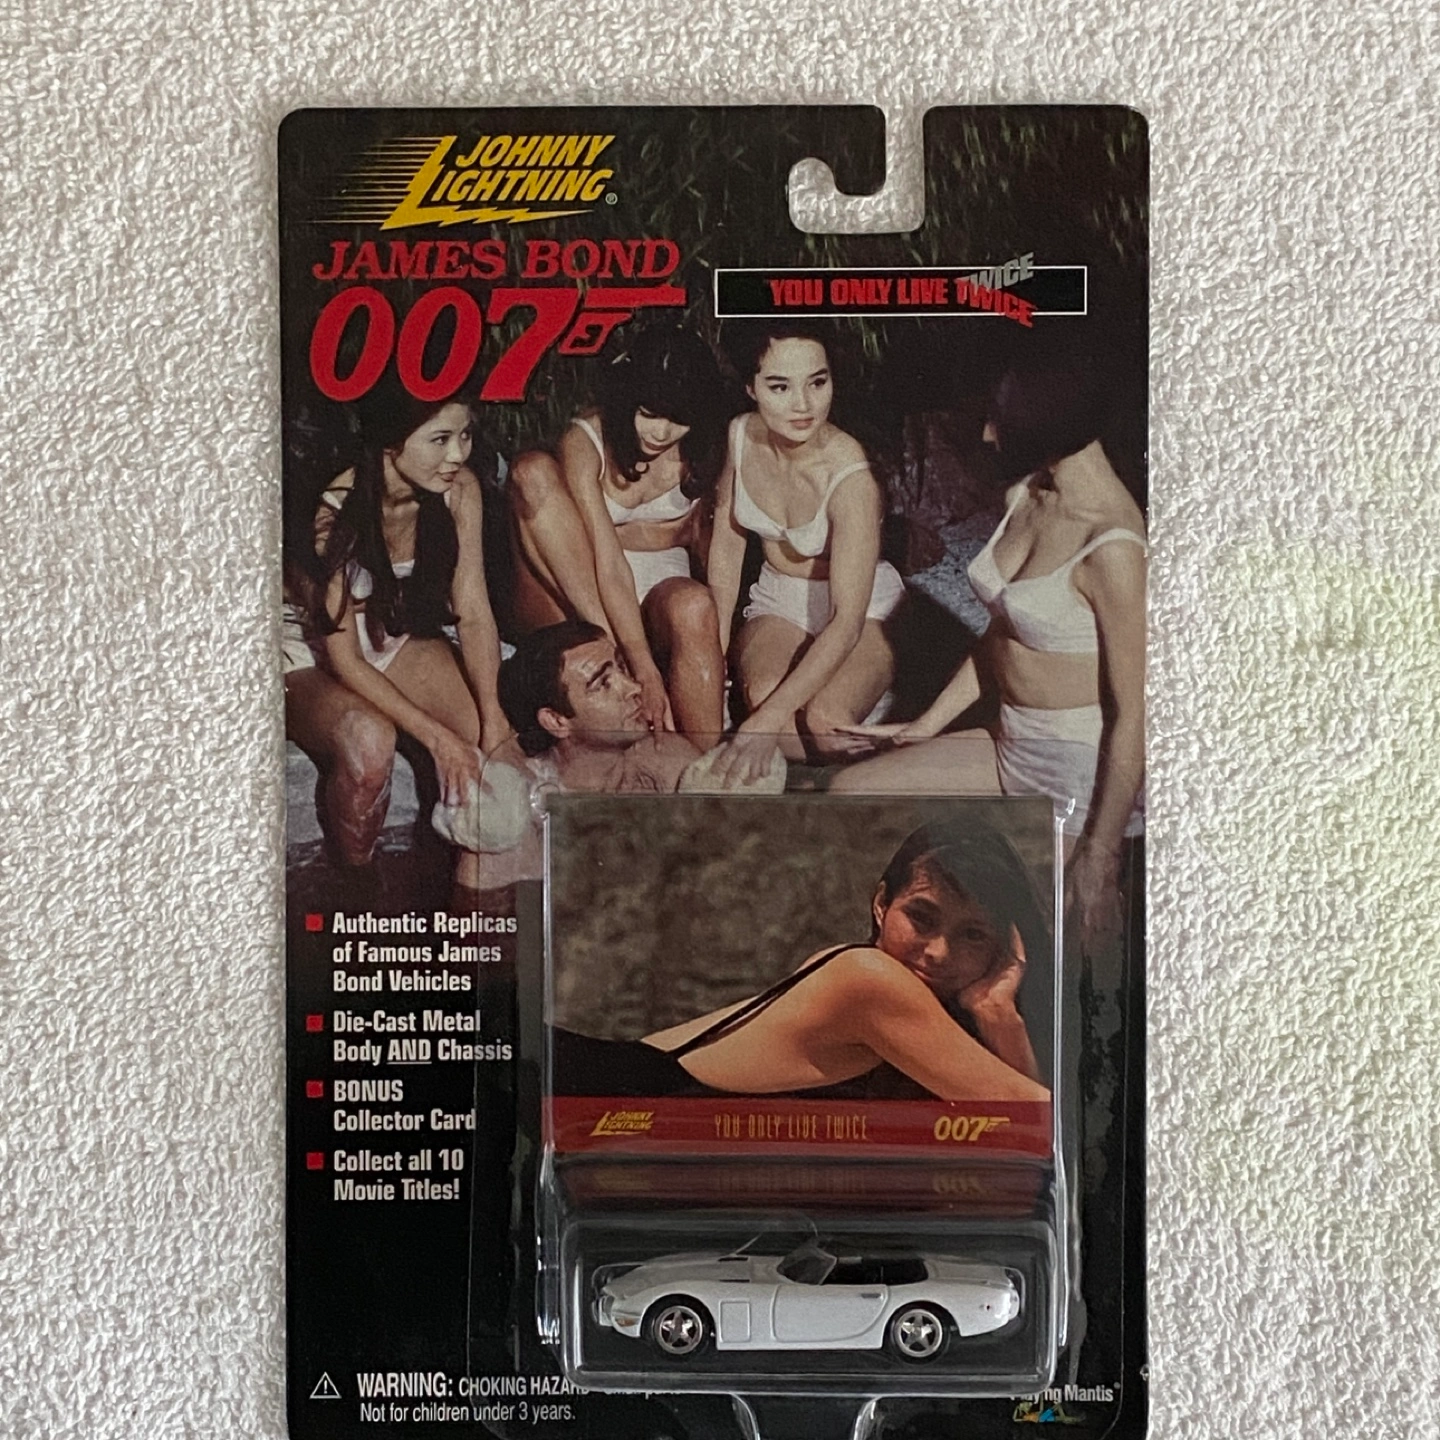 JOHNNY
LIGHTNING®
JAMES BOND
007
YOU ONLY LIVE TWICE
TWICE
Authentic Replicas
of Famous James
Bond Vehicles
Die-Cast Metal
Body AND Chassis
BONUS
Collector Card
Collect all 10
Movie Titles!
JOHNNY
LIGHTNING
YOU ONLY LIVE TWICE
007
WARNING: CHOKING HAZARD
Not for children under 3 years.
Playing Mantis®